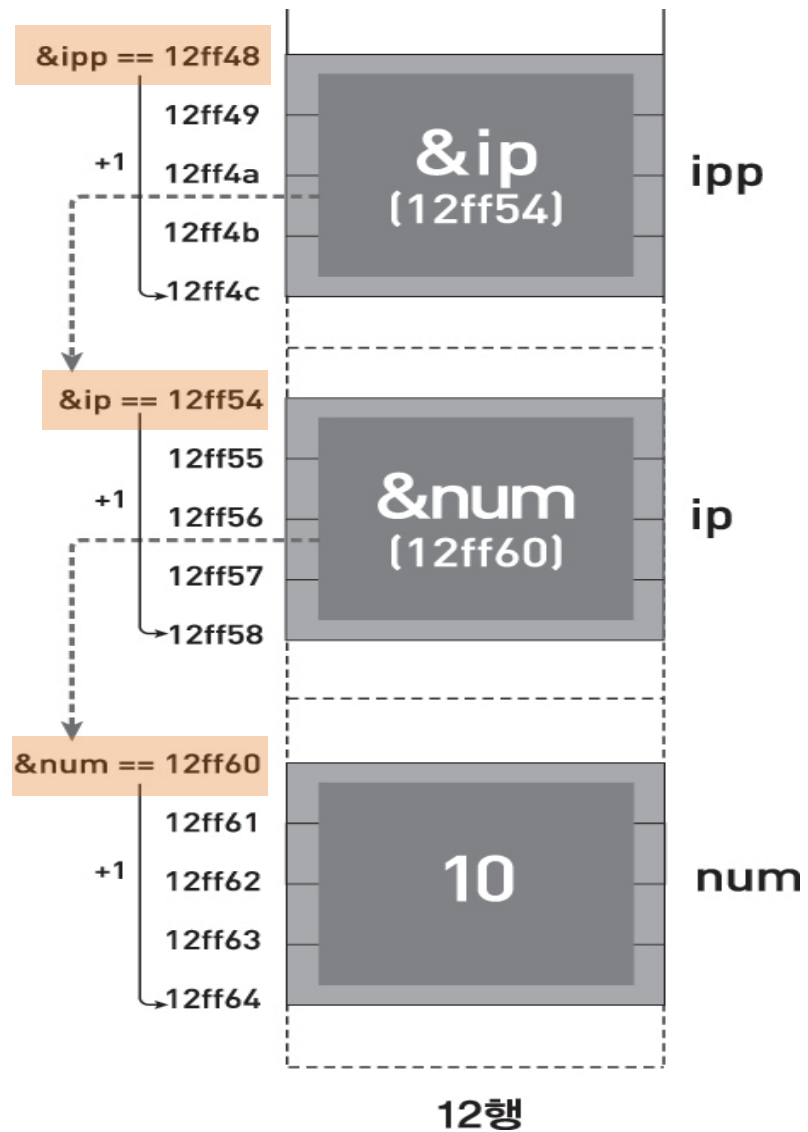 &ipp == 12ff48
12ff49
+1
12ff4a
12ff4b
12ff4c
&ip
(12ff54)
ipp
&ip == 12ff54
12ff55
+1
12ff56
12ff57
12ff58
&num
(12ff60)
ip
&num == 12ff60
12ff61
+1
12ff62
12ff63
12ff64
10
num
12행